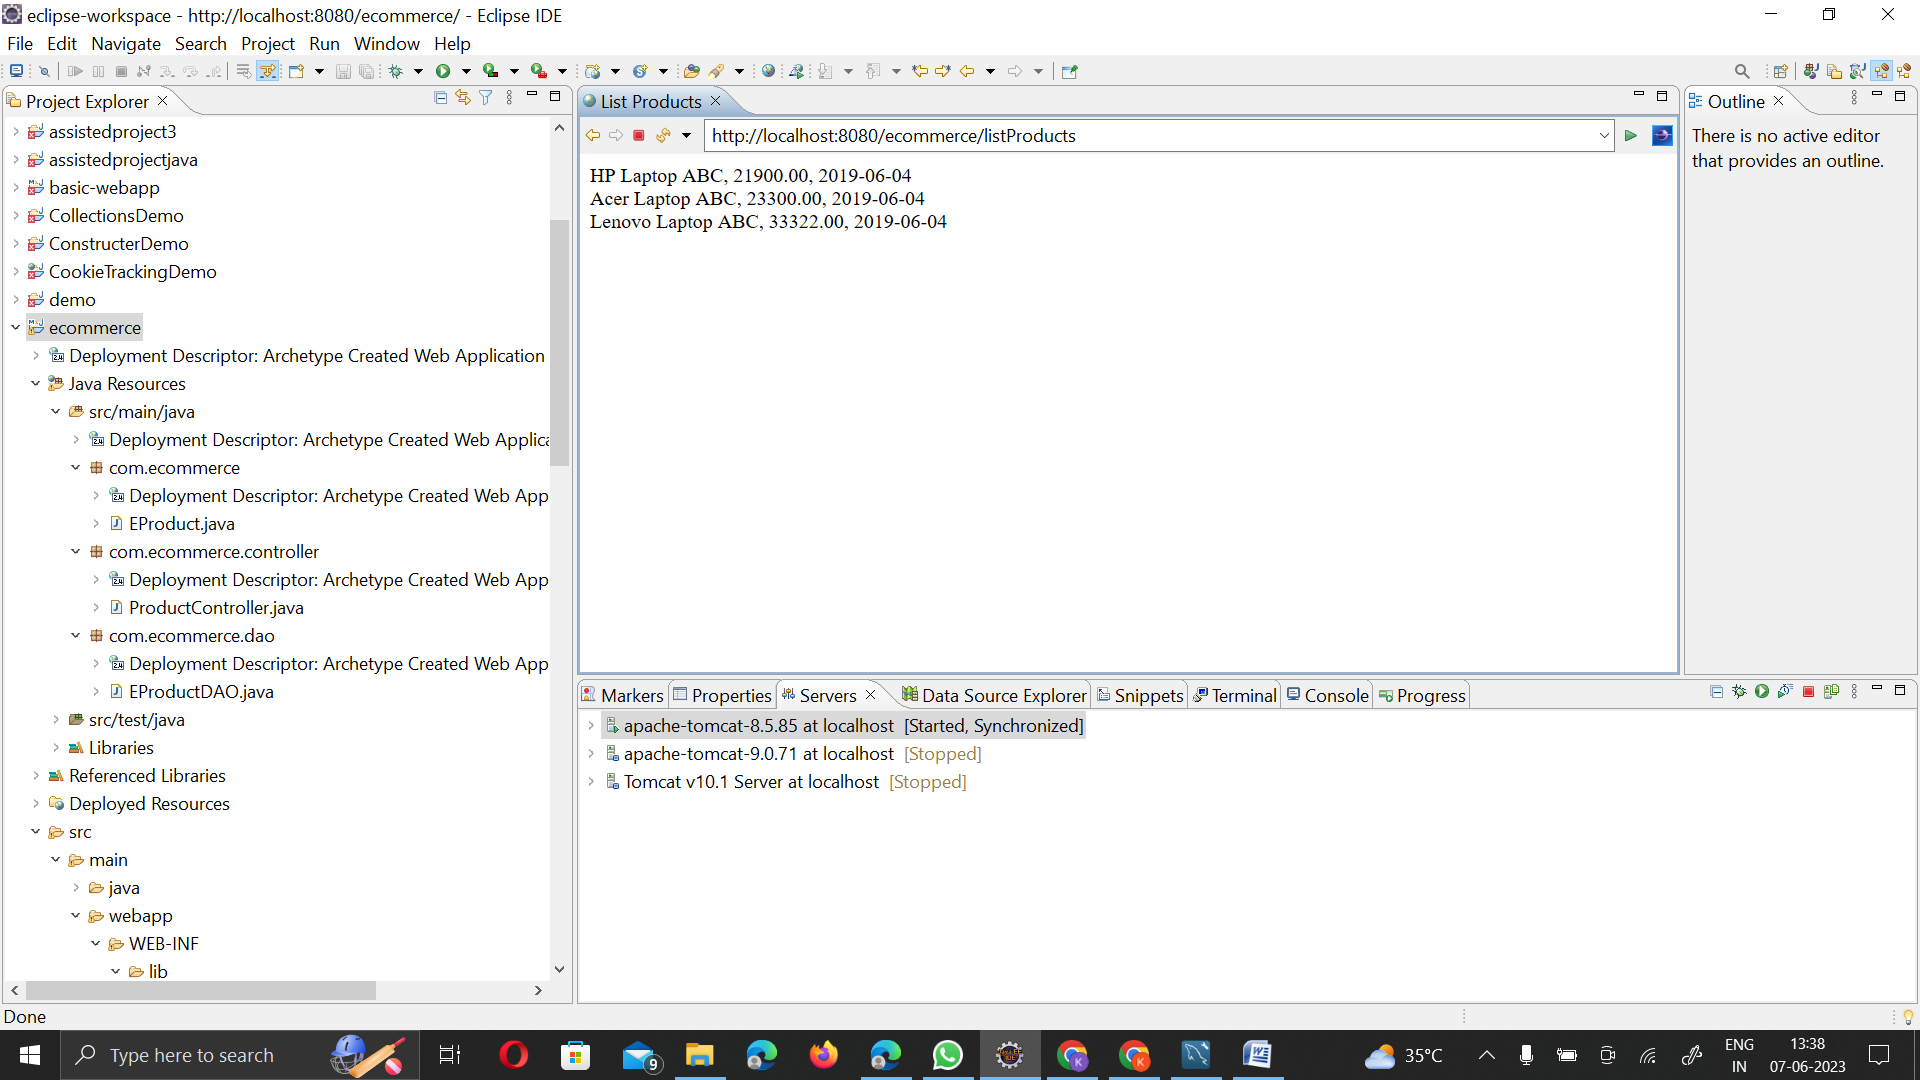 eclipse-workspace - http://localhost:8080/ecommerce/ - Eclipse IDE
File Edit Navigate Search Project Run Window Help
Project Explorer
assistedproject3
assistedprojectjava
basic-webapp
CollectionsDemo
ConstructerDemo
CookieTrackingDemo
demo
ecommerce
Deployment Descriptor: Archetype Created Web Application
Java Resources
src/main/java
Deployment Descriptor: Archetype Created Web Applica
com.ecommerce
Deployment Descriptor: Archetype Created Web App
EProduct.java
com.ecommerce.controller
Deployment Descriptor: Archetype Created Web App
ProductController.java
com.ecommerce.dao
Deployment Descriptor: Archetype Created Web App
EProductDAO.java
src/test/java
Libraries
Referenced Libraries
Deployed Resources
src
main
java
webapp
WEB-INF
lib
List Products
http://localhost:8080/ecommerce/listProducts
HP Laptop ABC, 21900.00, 2019-06-04
Acer Laptop ABC, 23300.00, 2019-06-04
Lenovo Laptop ABC, 33322.00, 2019-06-04
Outline
There is no active editor
that provides an outline.
Markers Properties Servers Data Source Explorer Snippets Terminal Console Progress
apache-tomcat-8.5.85 at localhost [Started, Synchronized]
apache-tomcat-9.0.71 at localhost [Stopped]
Tomcat v10.1 Server at localhost [Stopped]
Done
Type here to search
9
K
K
35°C
ENG
IN
13:38
07-06-2023